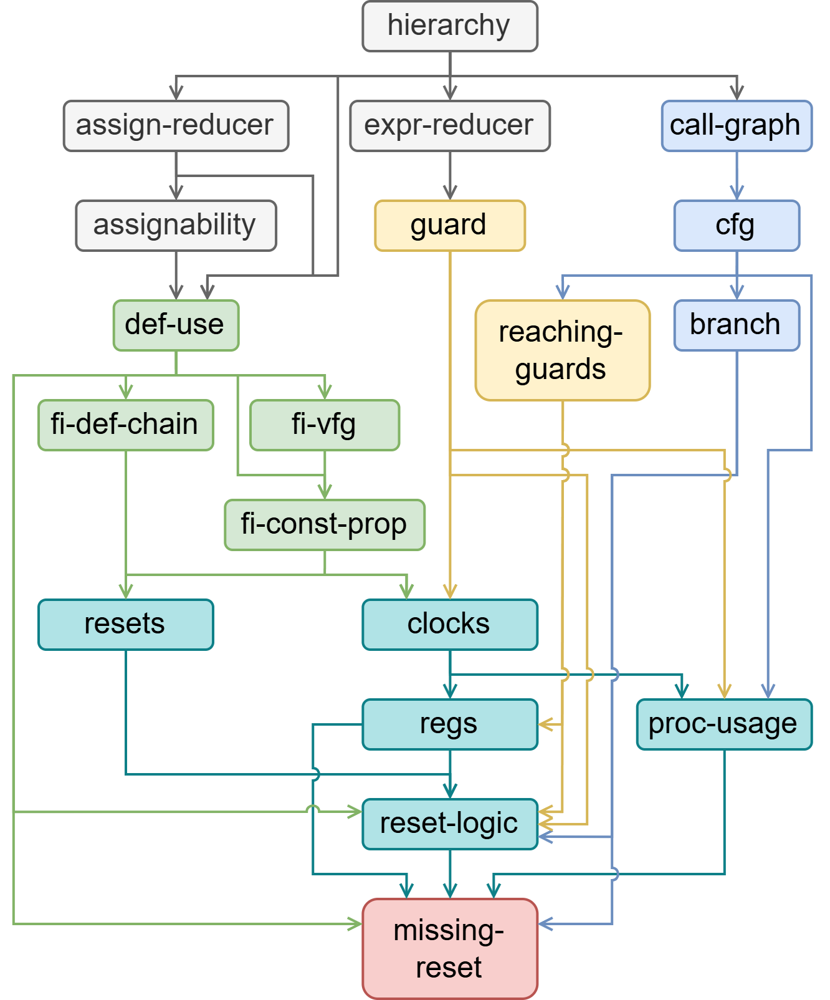 hierarchy
assign-reducer
expr-reducer
call-graph
assignability
guard
cfg
def-use
reaching-
guards
branch
fi-def-chain
fi-vfg
fi-const-prop
resets
clocks
regs
proc-usage
reset-logic
missing-
reset